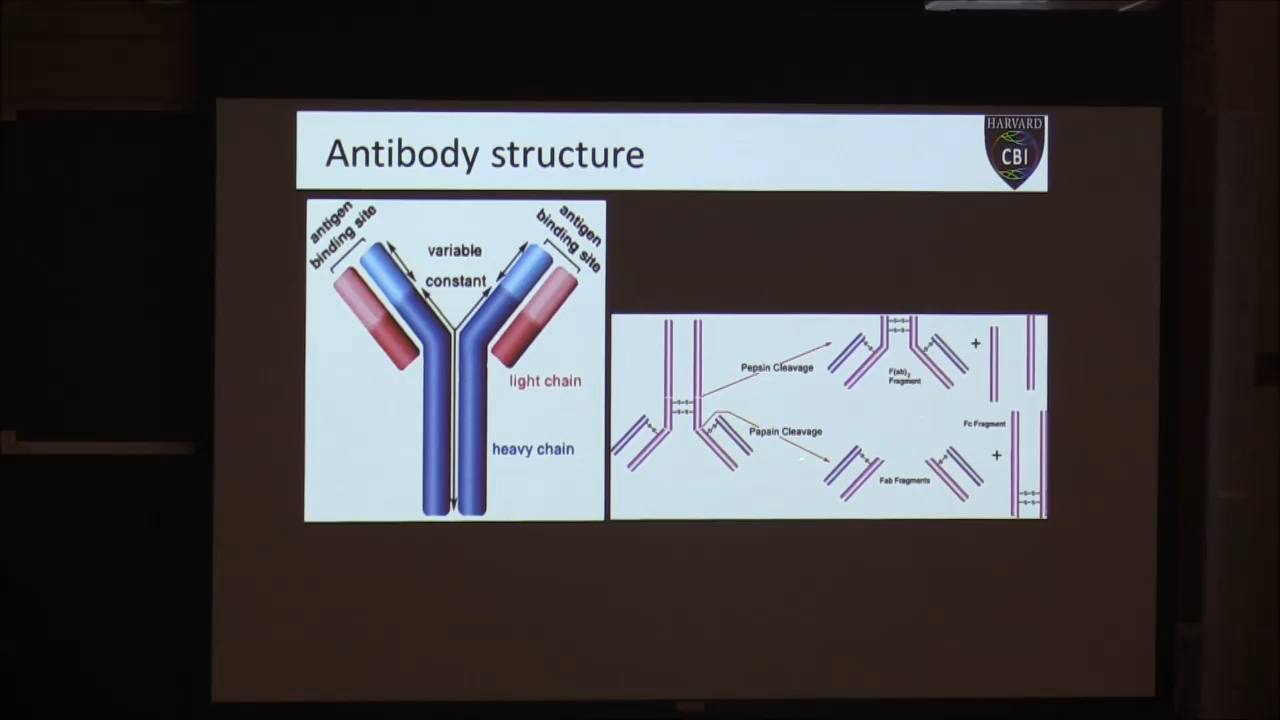 Antibody structure
HARVARD
CBI
antigen
binding site
antigen
binding site
variable
constant
light chain
heavy chain
Pepsin Cleavage
F(ab)2
Fragment
+
Papain Cleavage
Fab Fragments
Fc Fragment
+